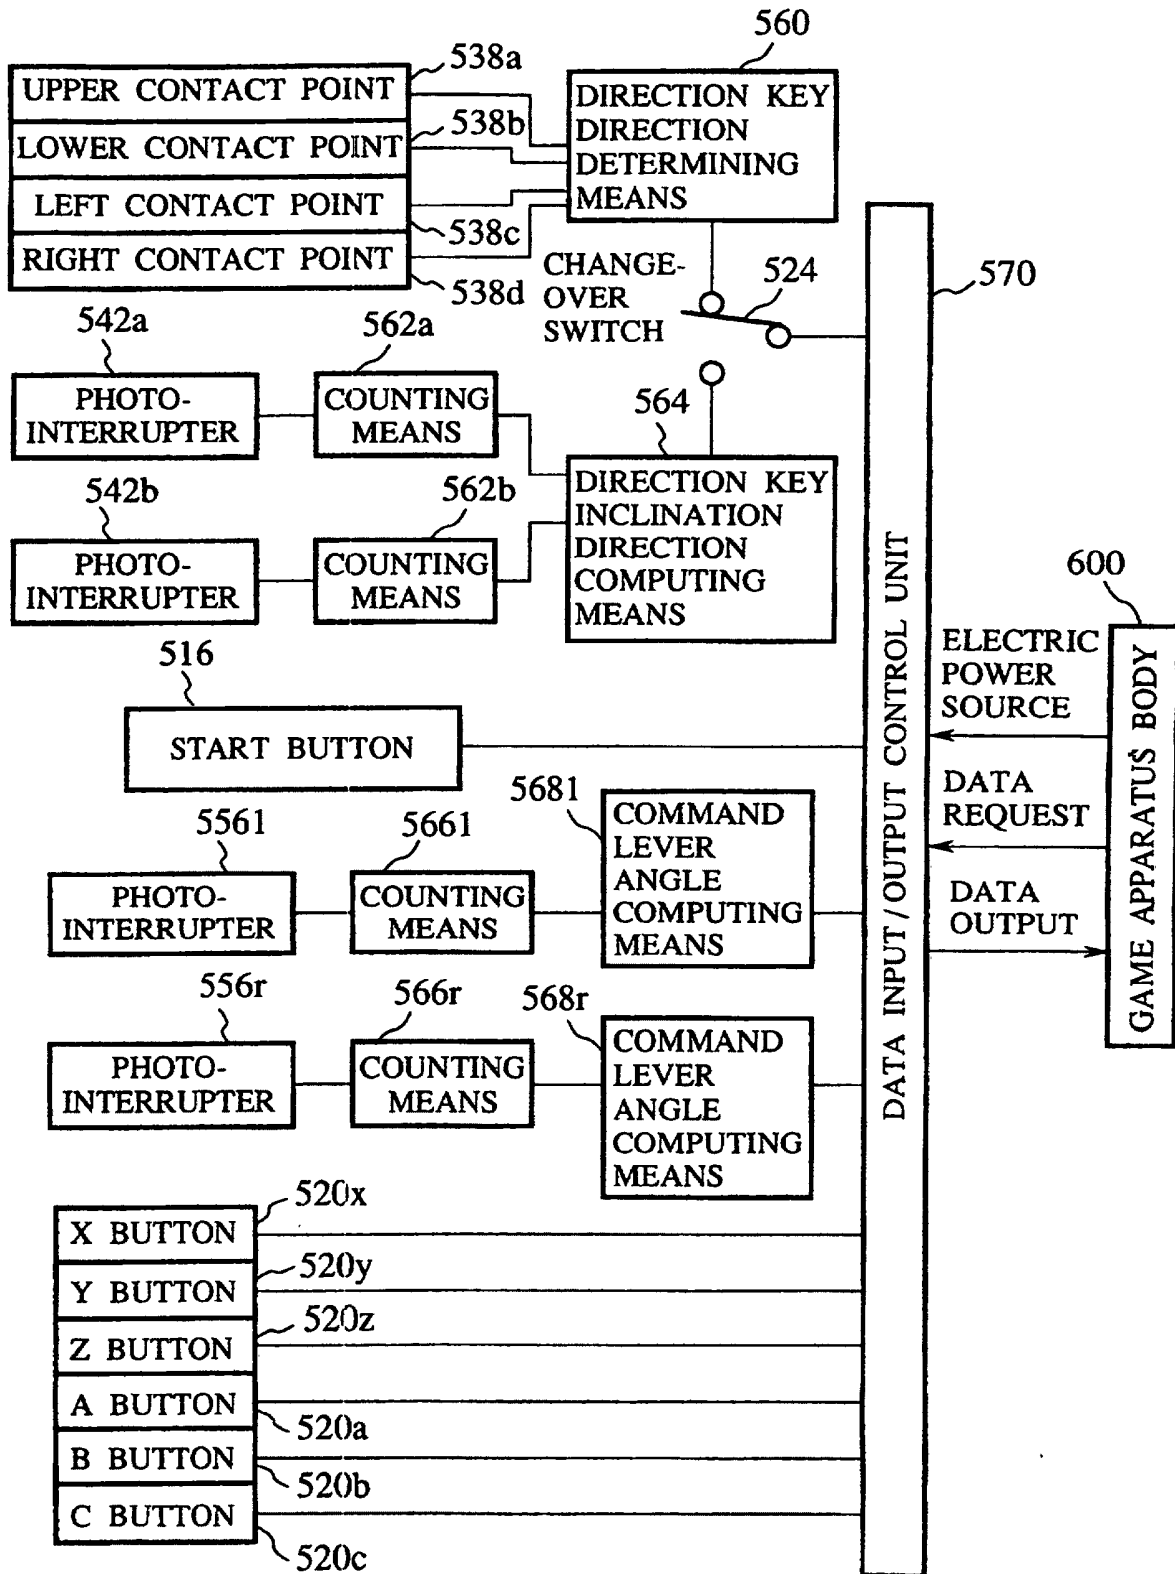 560
538a
UPPER CONTACT POINT
538b
LOWER CONTACT POINT
LEFT CONTACT POINT
538c
RIGHT CONTACT POINT
538d
DIRECTION KEY
DIRECTION
DETERMINING
MEANS
CHANGE-
OVER
SWITCH
524
570
542a
PHOTO-
INTERRUPTER
562a
COUNTING
MEANS
564
542b
PHOTO-
INTERRUPTER
562b
COUNTING
MEANS
DIRECTION KEY
INCLINATION
DIRECTION
COMPUTING
MEANS
516
START BUTTON
5561
PHOTO-
INTERRUPTER
5661
COUNTING
MEANS
5681
COMMAND
LEVER
ANGLE
COMPUTING
MEANS
556r
PHOTO-
INTERRUPTER
566r
COUNTING
MEANS
568r
COMMAND
LEVER
ANGLE
COMPUTING
MEANS
DATA INPUT/OUTPUT CONTROL UNIT
600
ELECTRIC
POWER
SOURCE
DATA
REQUEST
DATA
OUTPUT
GAME APPARATUS BODY
520x
X BUTTON
520y
Y BUTTON
520z
Z BUTTON
A BUTTON
520a
B BUTTON
520b
C BUTTON
520c